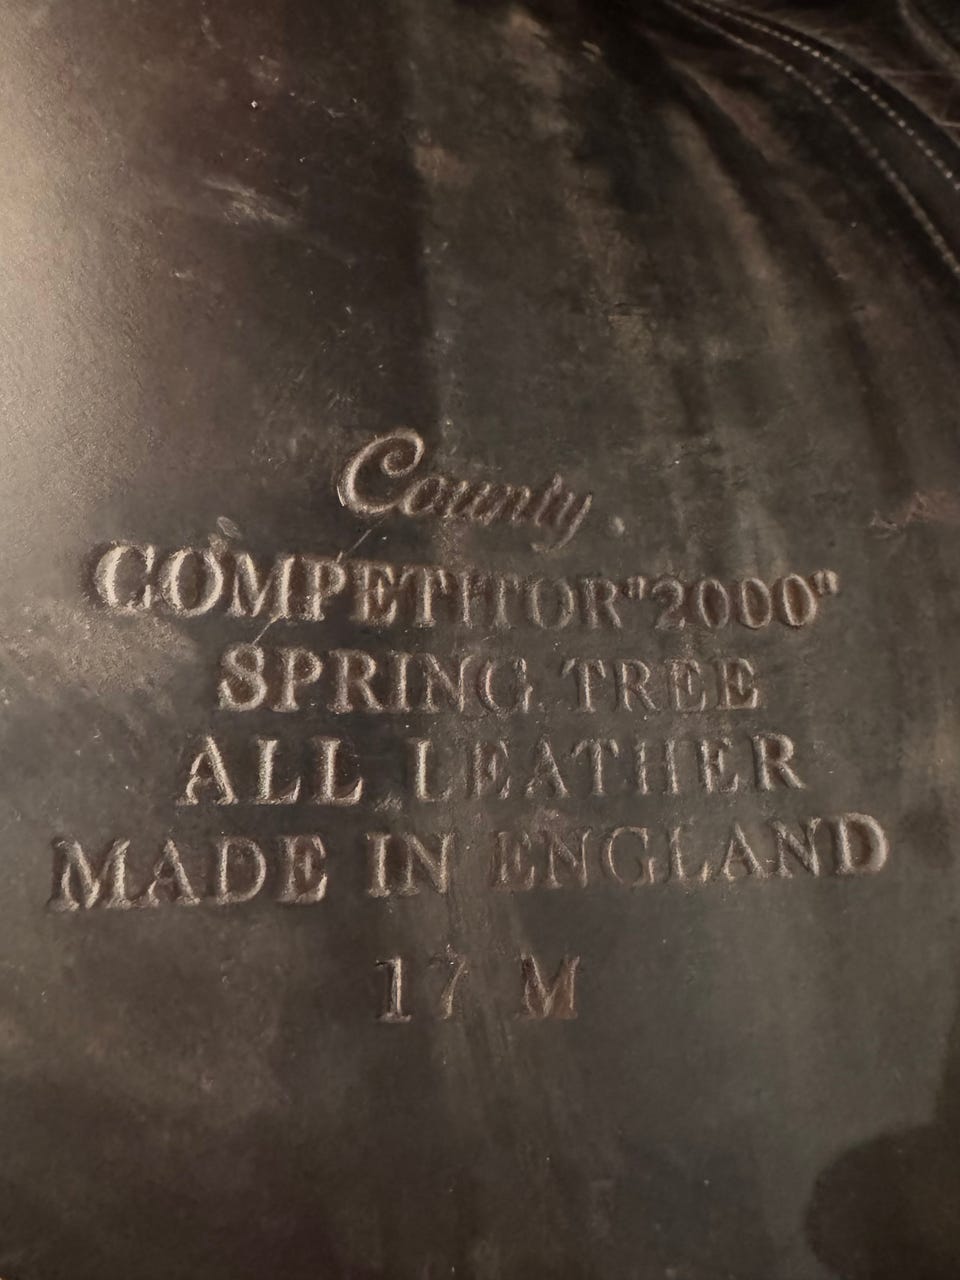 County
COMPETITOR "2000"
SPRING TREE
ALL LEATHER
MADE IN ENGLAND
17 M